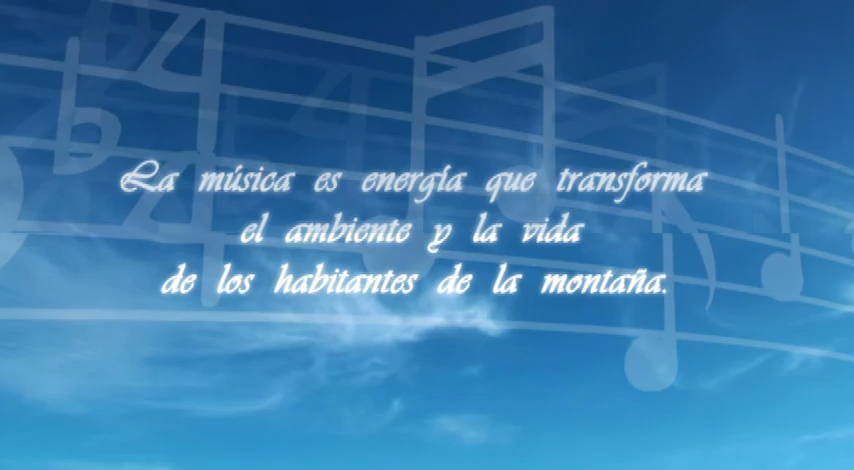 La música es energía que transforma
el ambiente y la vida
de los habitantes de la montaña.